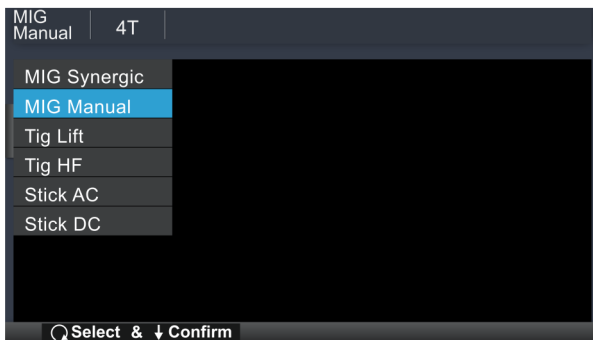 MIG
Manual
4T
MIG Synergic
MIG Manual
Tig Lift
Tig HF
Stick AC
Stick DC
Select & ↓ Confirm